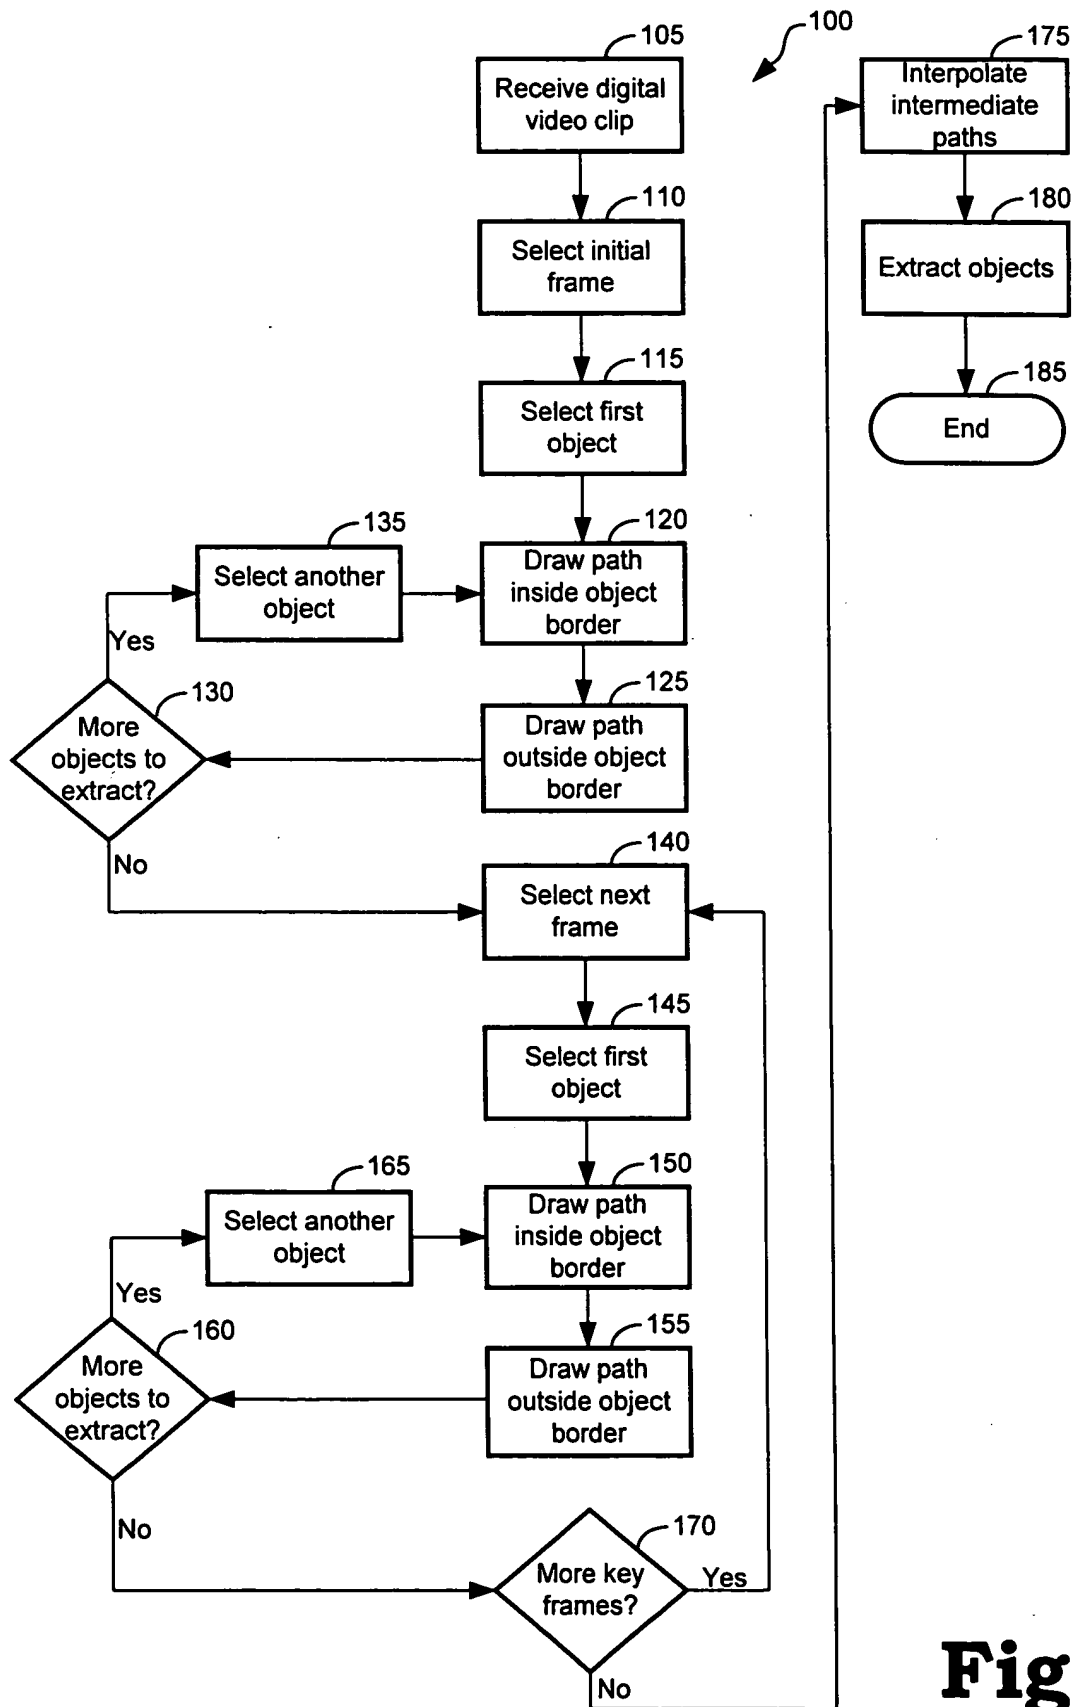 100
105
Receive digital
video clip
110
Select initial
frame
115
Select first
object
120
Draw path
inside object
border
125
Draw path
outside object
border
130
More
objects to
extract?
Yes
No
135
Select another
object
140
Select next
frame
145
Select first
object
150
Draw path
inside object
border
155
Draw path
outside object
border
160
More
objects to
extract?
Yes
No
165
Select another
object
170
More key
frames?
Yes
No
175
Interpolate
intermediate
paths
180
Extract objects
185
End
Fig